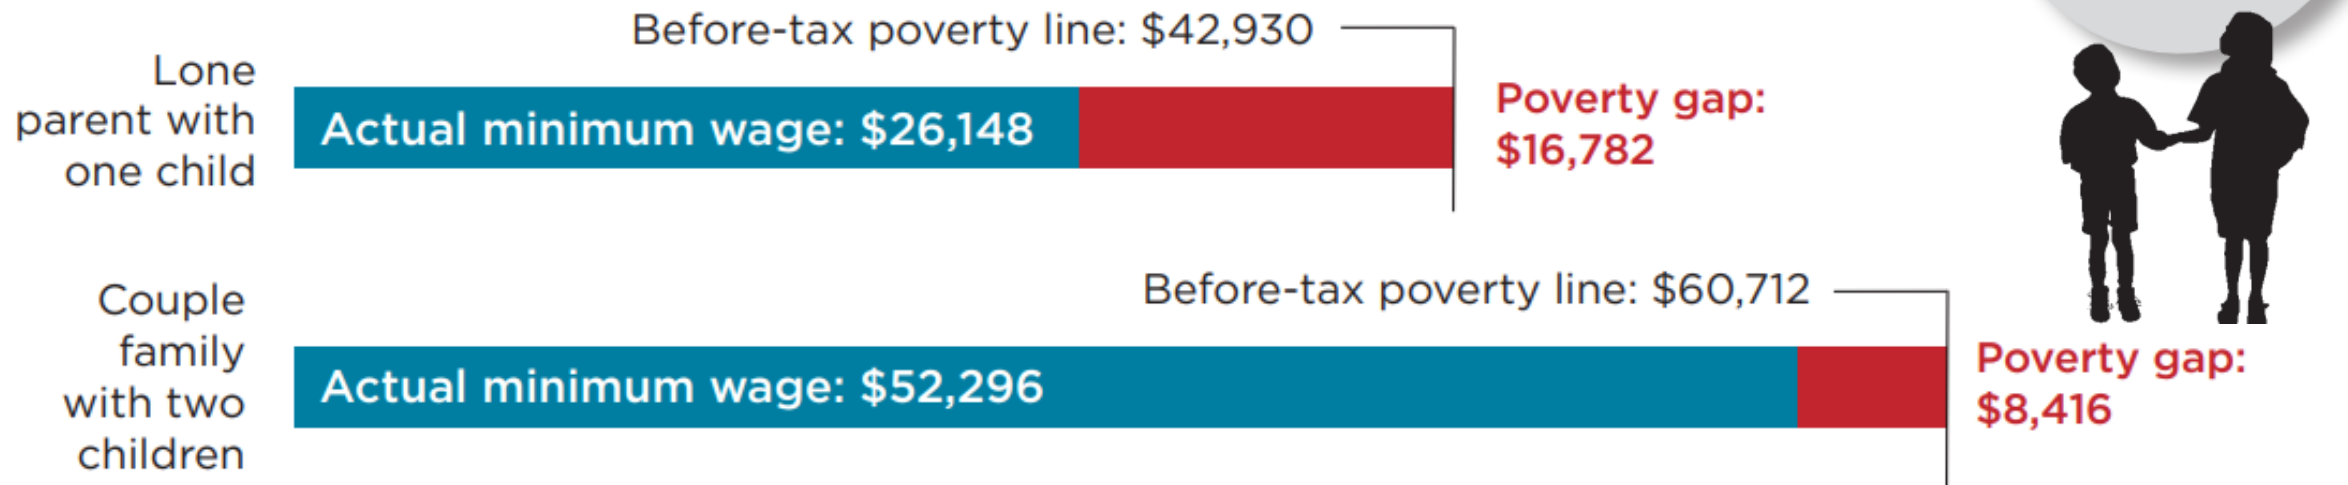 Before-tax poverty line: $42,930
Lone
parent with
one child
Actual minimum wage: $26,148
Poverty gap:
$16,782
Before-tax poverty line: $60,712
Couple
family
with two
children
Actual minimum wage: $52,296
Poverty gap:
$8,416